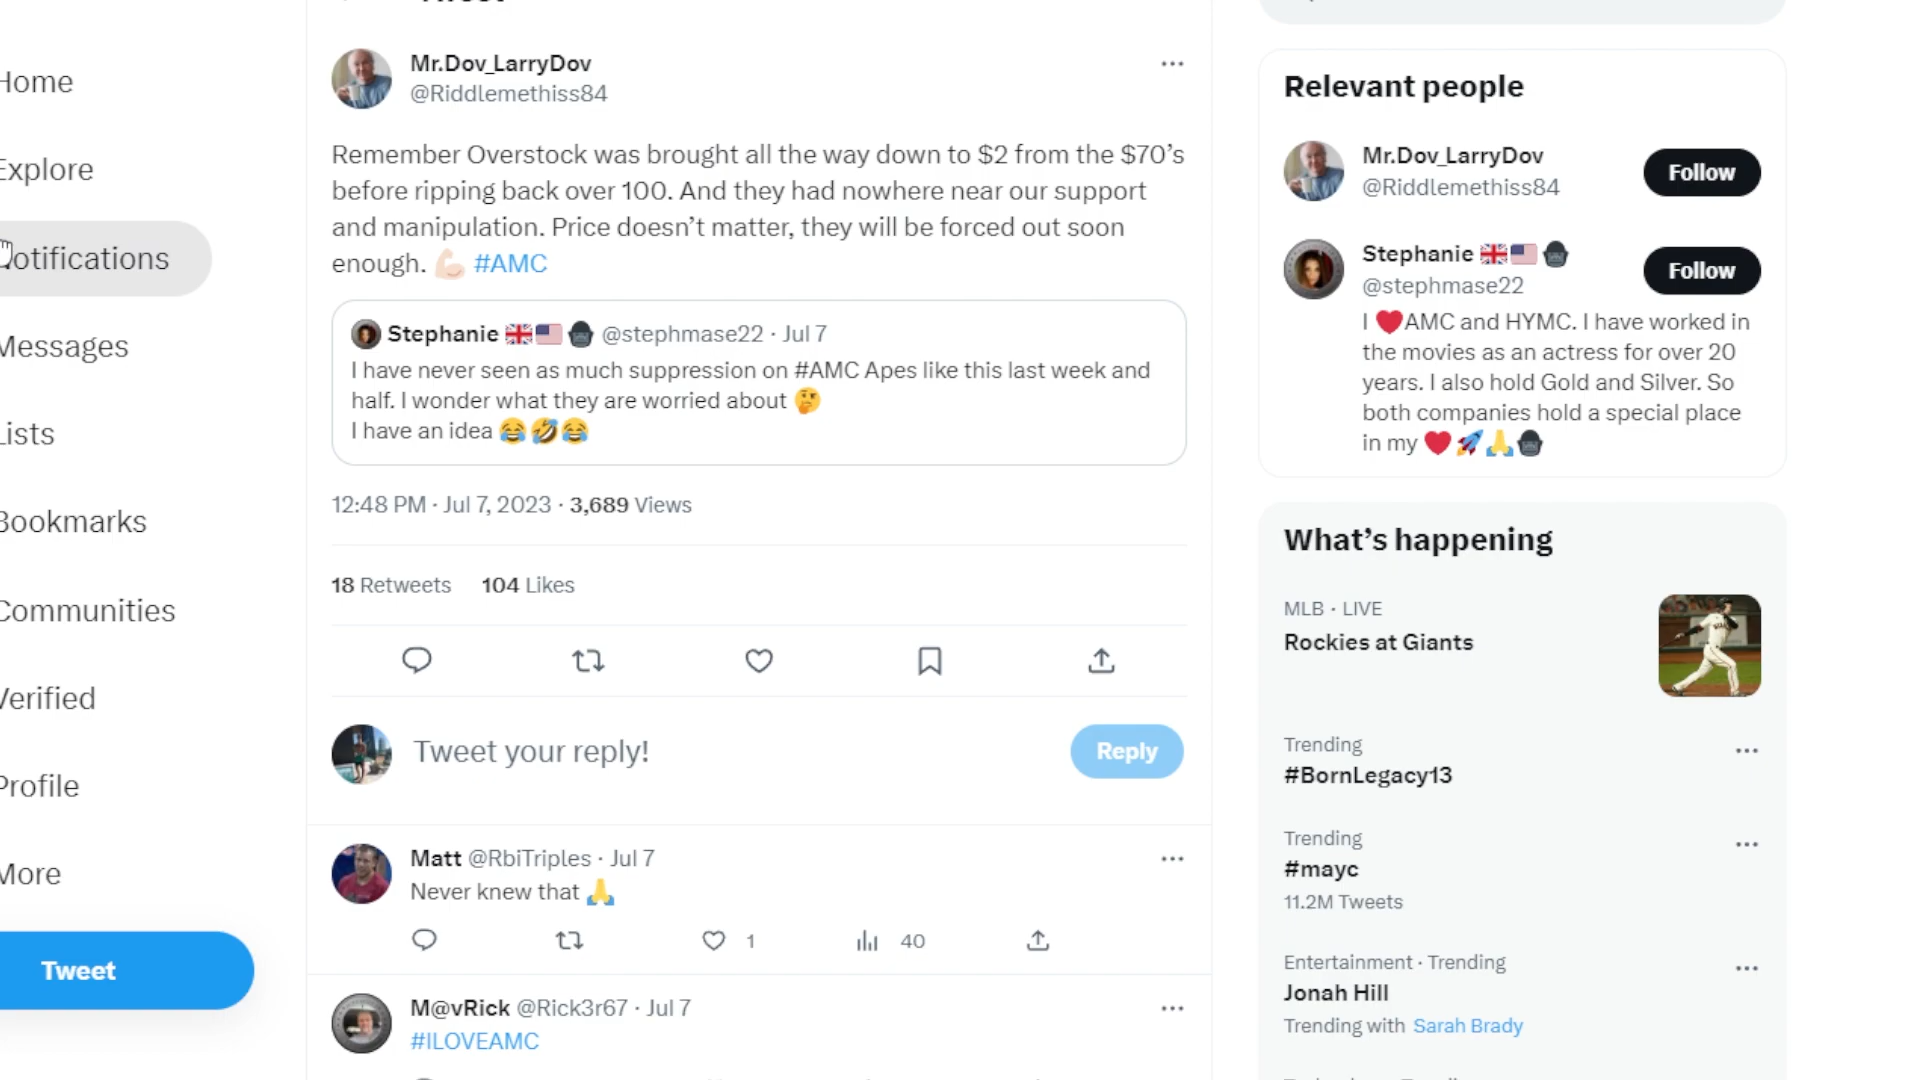 Home
Explore
Notifications
Messages
Lists
Bookmarks
Communities
Verified
Profile
More
Tweet
Tweet
Mr.Dov_LarryDov
@Riddlemethiss84
Remember Overstock was brought all the way down to $2 from the $70’s
before ripping back over 100. And they had nowhere near our support
and manipulation. Price doesn’t matter, they will be forced out soon
enough. 💪🏻 #AMC
Stephanie 🇬🇧🇺🇸🦍 @stephmase22 · Jul 7
I have never seen as much suppression on #AMC Apes like this last week and
half. I wonder what they are worried about 🤔
I have an idea 😂🤣😂
12:48 PM · Jul 7, 2023 · 3,689 Views
18 Retweets 104 Likes
Tweet your reply!
Reply
Matt @RbiTriples · Jul 7
Never knew that 🙏
1 40
M@vRick @Rick3r67 · Jul 7
#ILOVEAMC
Relevant people
Mr.Dov_LarryDov
@Riddlemethiss84
Follow
Stephanie 🇬🇧🇺🇸🦍
@stephmase22
Follow
I ❤️AMC and HYMC. I have worked in
the movies as an actress for over 20
years. I also hold Gold and Silver. So
both companies hold a special place
in my ❤️🚀🙏🦍
What’s happening
MLB · LIVE
Rockies at Giants
Trending
#BornLegacy13
Trending
#mayc
11.2M Tweets
Entertainment · Trending
Jonah Hill
Trending with Sarah Brady